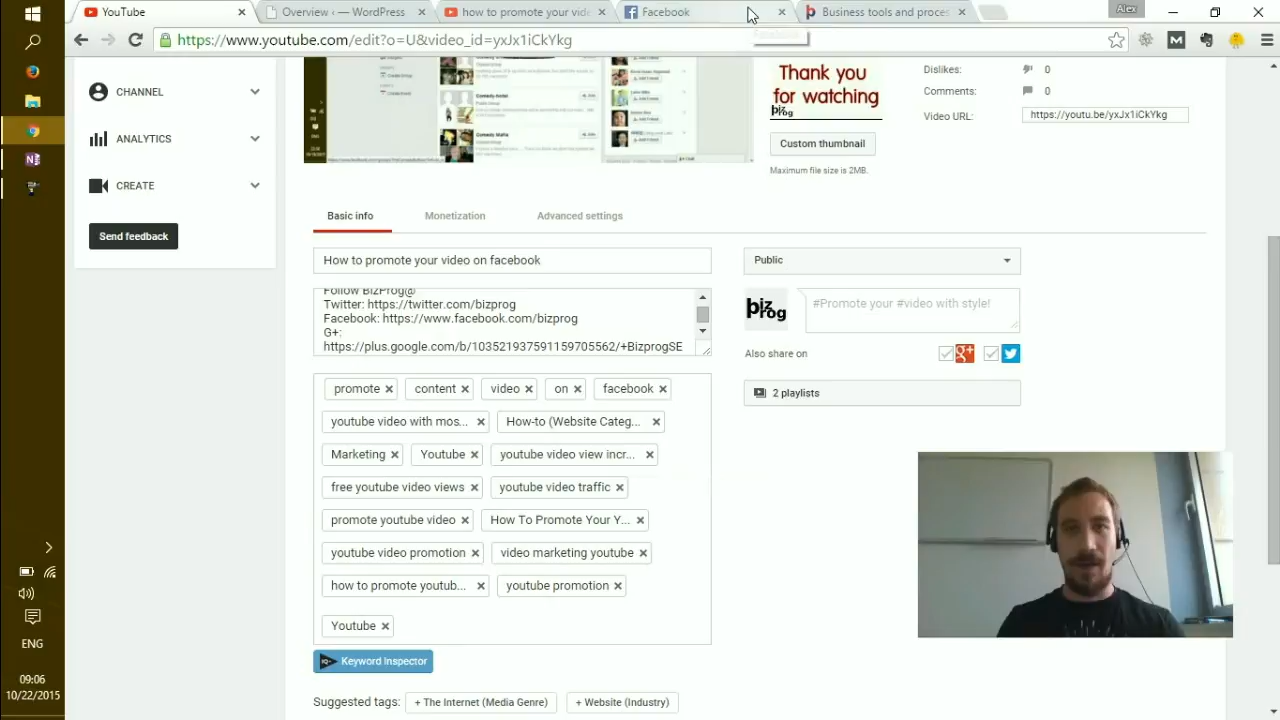 YouTube
Overview ‹ — WordPress
how to promote your vide
Facebook
Business tools and proces
Alex
https://www.youtube.com/edit?o=U&video_id=yxJx1iCkYkg
CHANNEL
ANALYTICS
CREATE
Send feedback
Thank you
for watching
biz
Prog
Custom thumbnail
Maximum file size is 2MB.
Dislikes: 0
Comments: 0
Video URL: https://youtu.be/yxJx1iCkYkg
Basic info
Monetization
Advanced settings
How to promote your video on facebook
Follow BizProg@
Twitter: https://twitter.com/bizprog
Facebook: https://www.facebook.com/bizprog
G+:
https://plus.google.com/b/103521937591159705562/+BizprogSE
Public
biz
Prog
#Promote your #video with style!
Also share on
2 playlists
promote content video on facebook
youtube video with mos... How-to (Website Categ...
Marketing Youtube youtube video view incr...
free youtube video views youtube video traffic
promote youtube video How To Promote Your Y...
youtube video promotion video marketing youtube
how to promote youtub... youtube promotion
Youtube
Keyword Inspector
Suggested tags: + The Internet (Media Genre) + Website (Industry)
ENG
09:06
10/22/2015